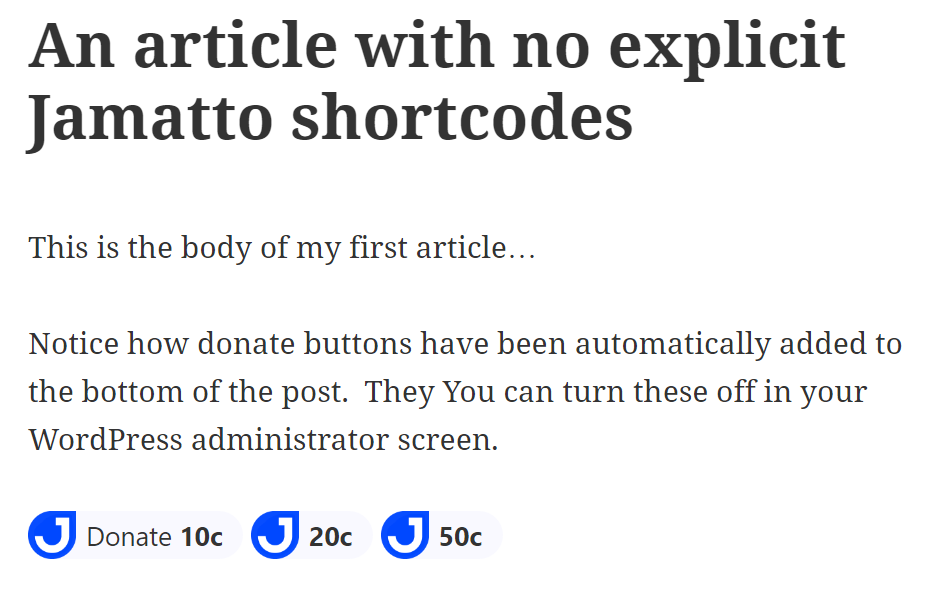 An article with no explicit
Jamatto shortcodes
This is the body of my first article…
Notice how donate buttons have been automatically added to
the bottom of the post.  They You can turn these off in your
WordPress administrator screen.
Donate 10c 20c 50c